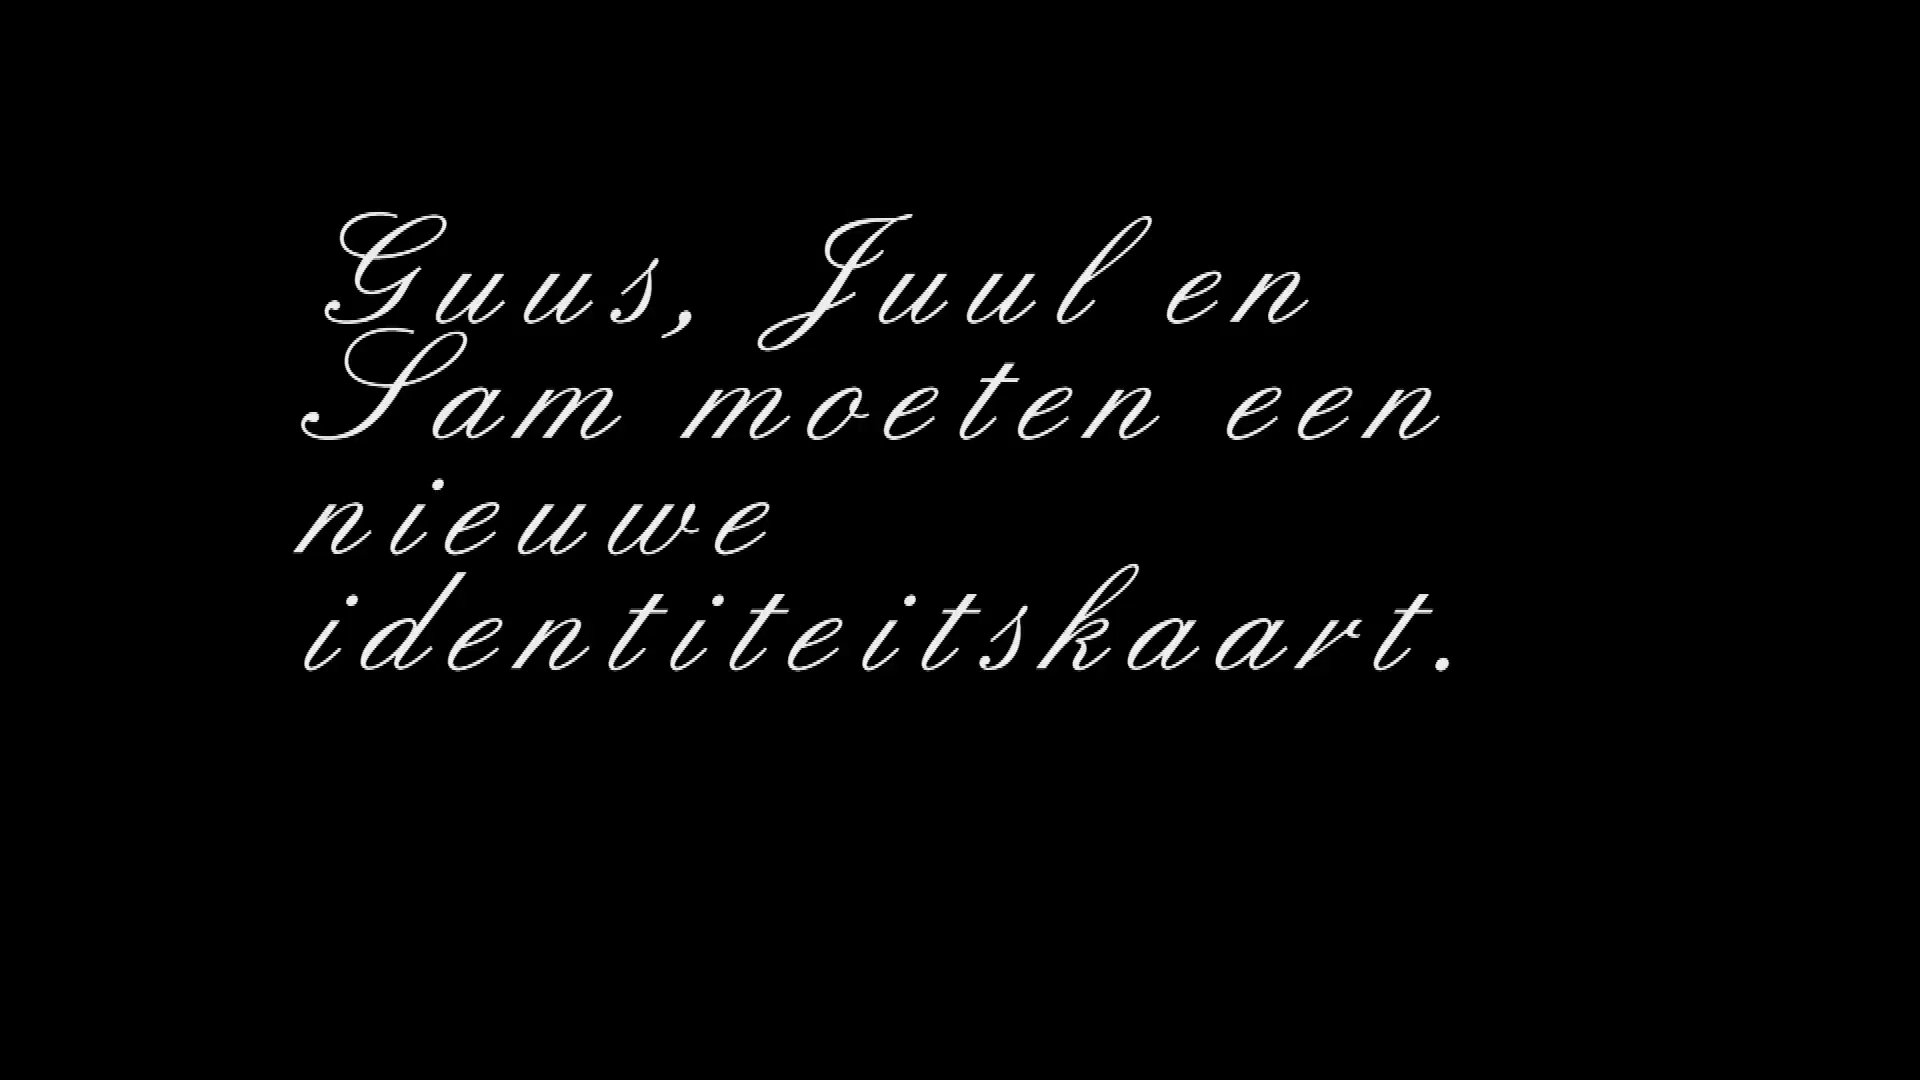 Guus, Juul en
Sam moeten een
nieuwe
identiteitskaart.